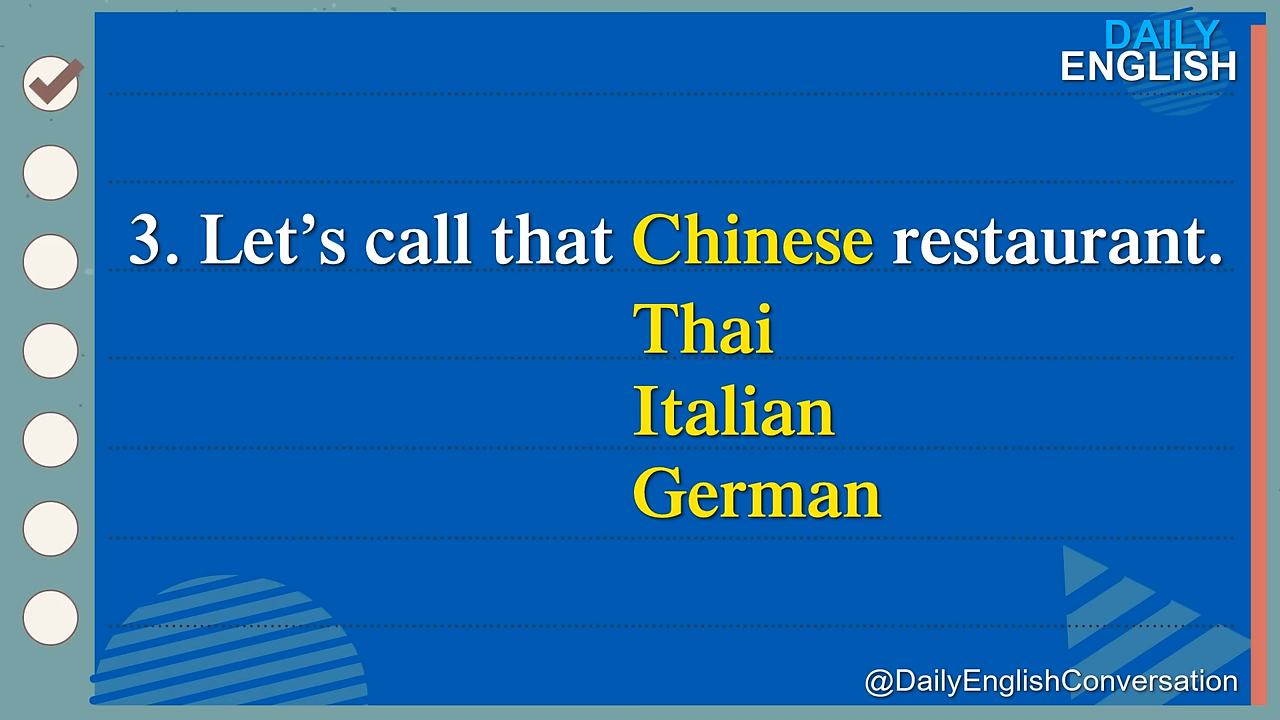 DAILY
ENGLISH
3. Let’s call that Chinese restaurant.
Thai
Italian
German
@DailyEnglishConversation